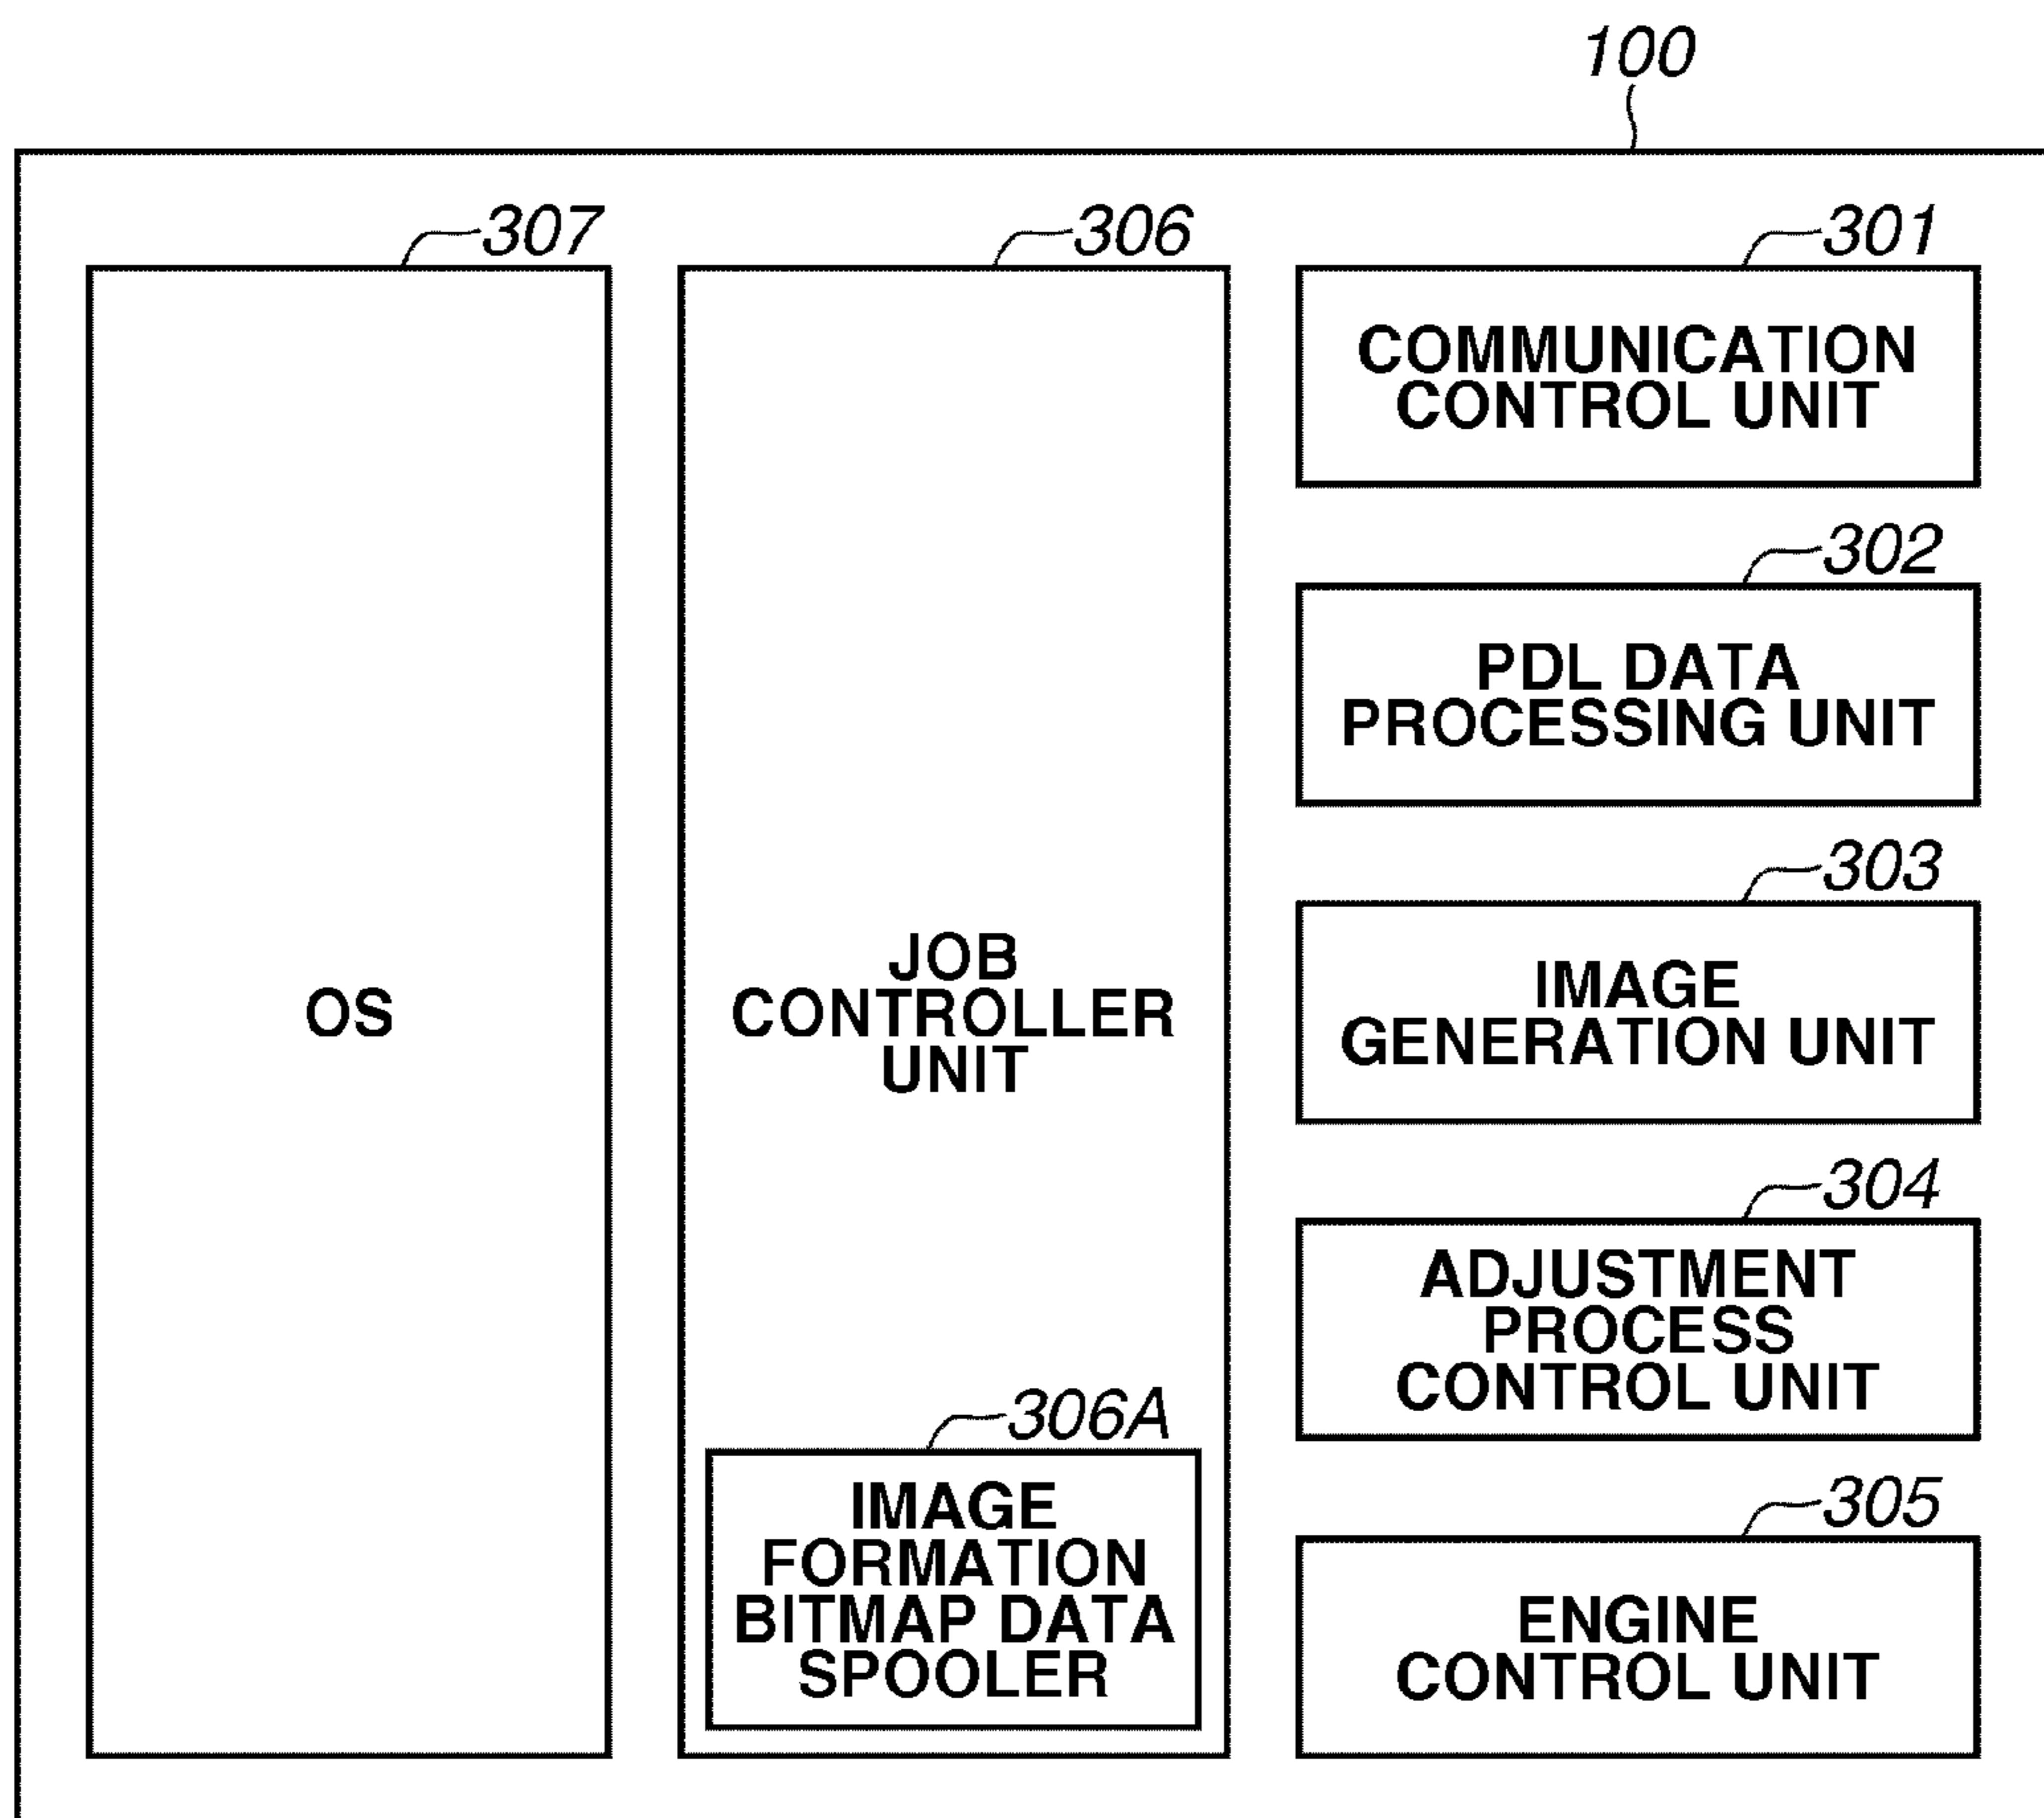 100
307
306
301
OS
JOB
CONTROLLER
UNIT
306A
IMAGE
FORMATION
BITMAP DATA
SPOOLER
COMMUNICATION
CONTROL UNIT
302
PDL DATA
PROCESSING UNIT
303
IMAGE
GENERATION UNIT
304
ADJUSTMENT
PROCESS
CONTROL UNIT
305
ENGINE
CONTROL UNIT